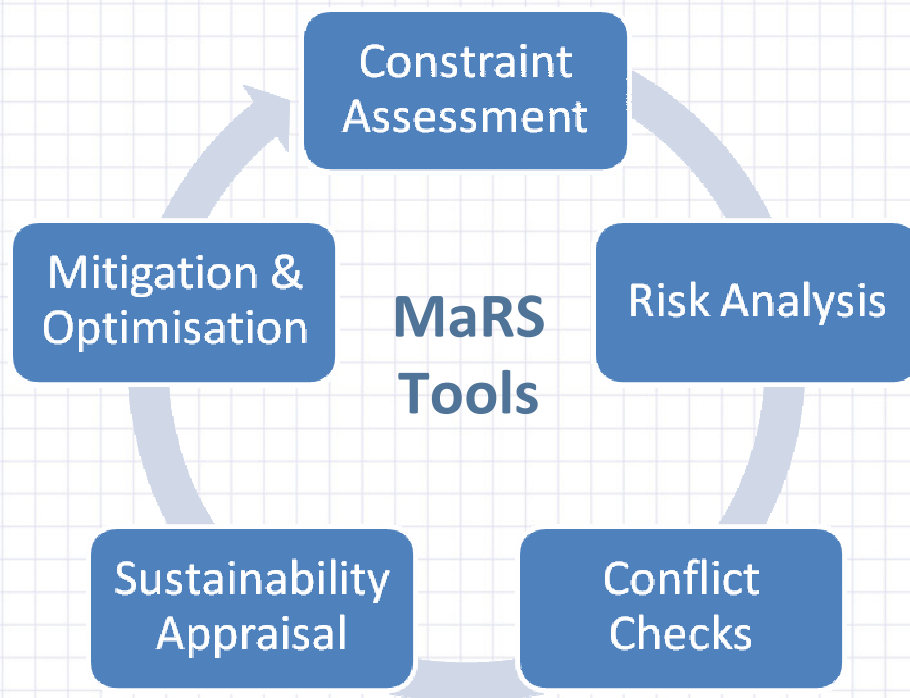 Constraint
Assessment
Mitigation &
Optimisation
MaRS
Tools
Risk Analysis
Sustainability
Appraisal
Conflict
Checks